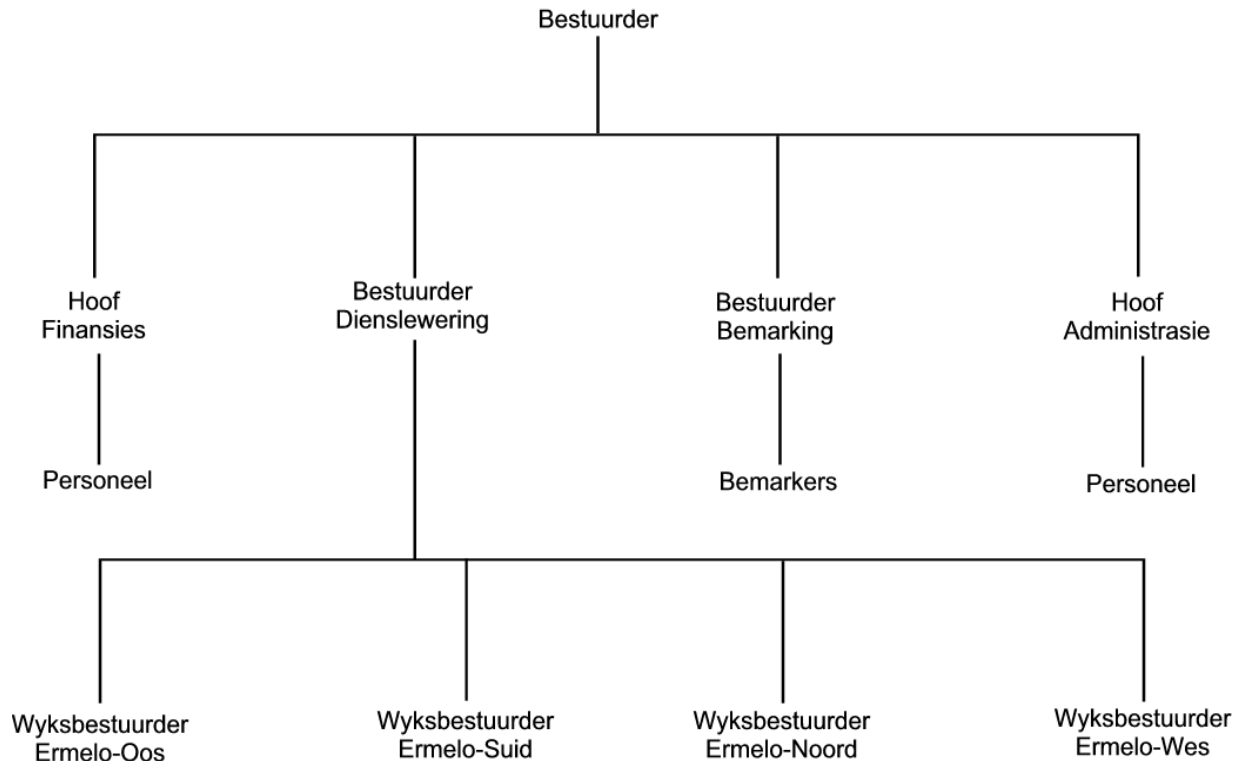 Bestuurder
Hoof
Finansies
Bestuurder
Dienslewering
Bestuurder
Bemarking
Hoof
Administrasie
Personeel
Bemarkers
Personeel
Wyksbestuurder
Ermelo-Oos
Wyksbestuurder
Ermelo-Suid
Wyksbestuurder
Ermelo-Noord
Wyksbestuurder
Ermelo-Wes